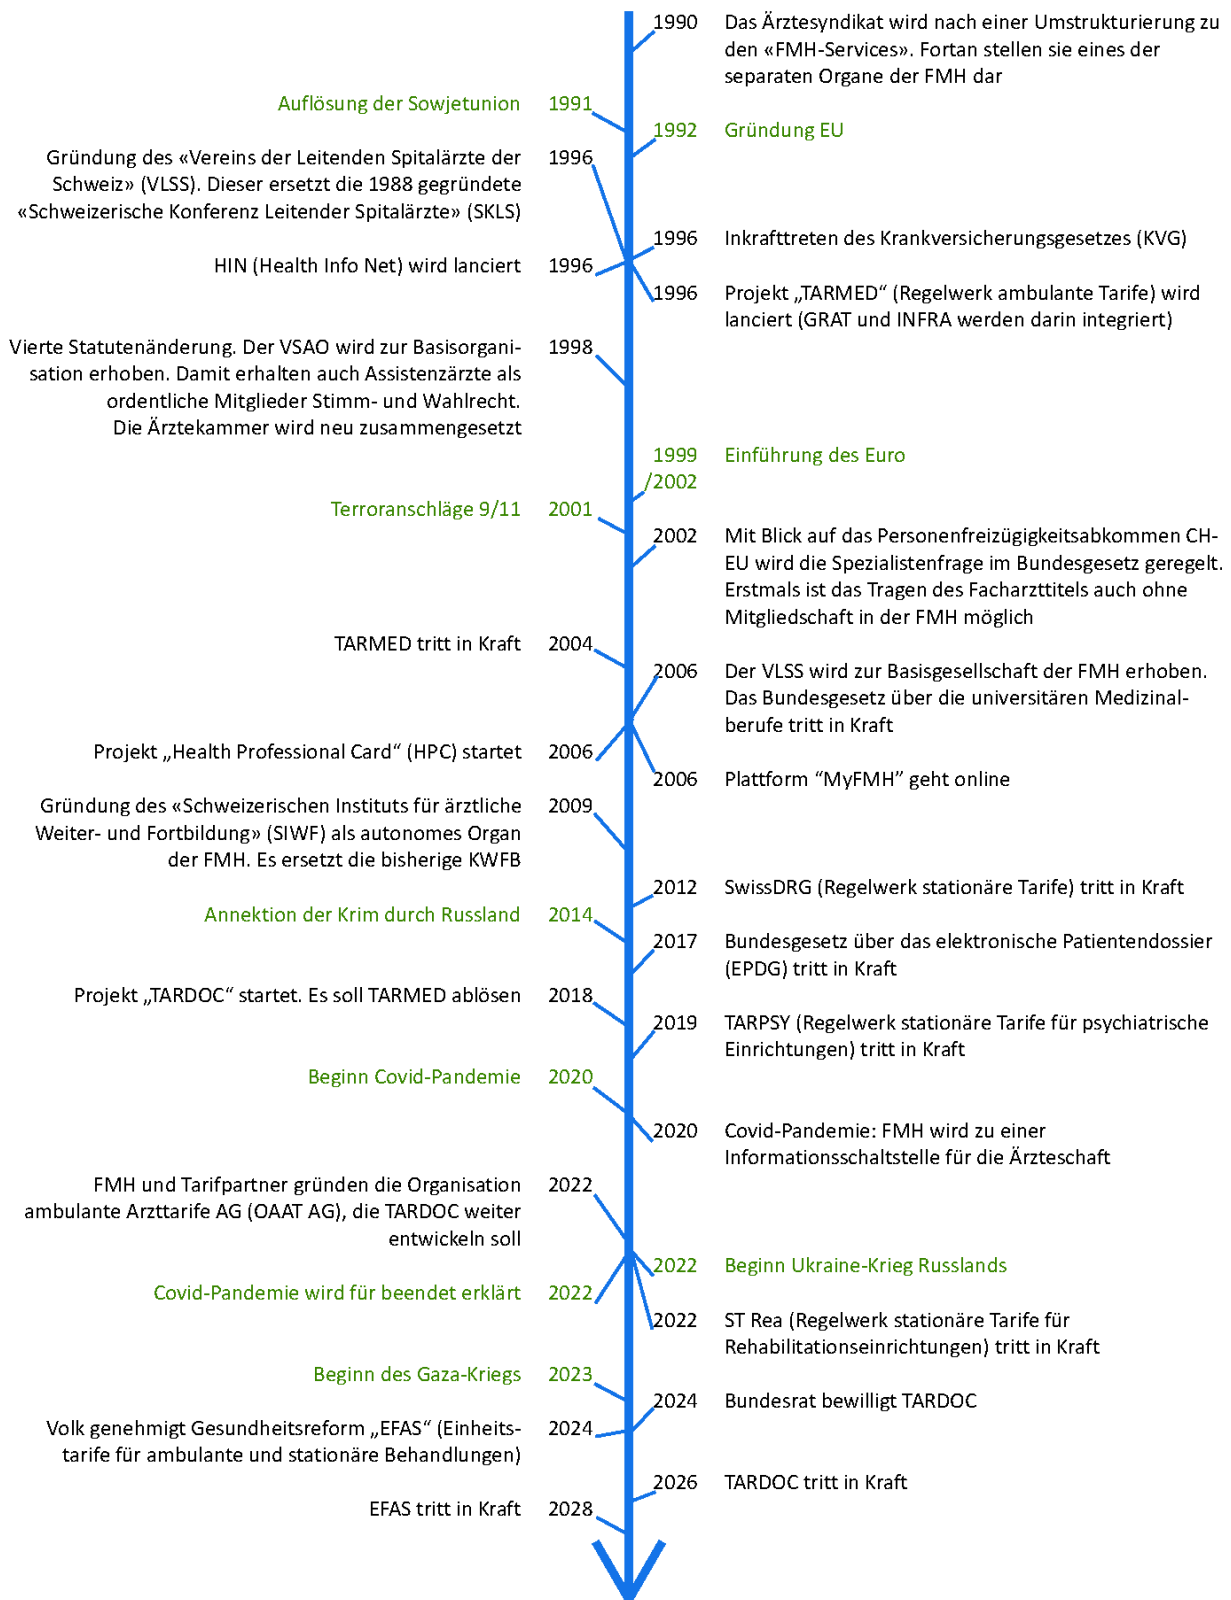 1990 Das Ärztesyndikat wird nach einer Umstrukturierung zu
den «FMH-Services». Fortan stellen sie eines der
separaten Organe der FMH dar
Auflösung der Sowjetunion 1991
1992 Gründung EU
Gründung des «Vereins der Leitenden Spitalärzte der 1996
Schweiz» (VLSS). Dieser ersetzt die 1988 gegründete
«Schweizerische Konferenz Leitender Spitalärzte» (SKLS)
1996 Inkrafttreten des Krankversicherungsgesetzes (KVG)
HIN (Health Info Net) wird lanciert 1996
1996 Projekt „TARMED“ (Regelwerk ambulante Tarife) wird
lanciert (GRAT und INFRA werden darin integriert)
Vierte Statutenänderung. Der VSAO wird zur Basisorgani- 1998
sation erhoben. Damit erhalten auch Assistenzärzte als
ordentliche Mitglieder Stimm- und Wahlrecht.
Die Ärztekammer wird neu zusammengesetzt
1999 Einführung des Euro
/2002
Terroranschläge 9/11 2001
2002 Mit Blick auf das Personenfreizügigkeitsabkommen CH-
EU wird die Spezialistenfrage im Bundesgesetz geregelt.
Erstmals ist das Tragen des Facharzttitels auch ohne
Mitgliedschaft in der FMH möglich
TARMED tritt in Kraft 2004
2006 Der VLSS wird zur Basisgesellschaft der FMH erhoben.
Das Bundesgesetz über die universitären Medizinal-
berufe tritt in Kraft
Projekt „Health Professional Card“ (HPC) startet 2006
2006 Plattform “MyFMH” geht online
Gründung des «Schweizerischen Instituts für ärztliche 2009
Weiter- und Fortbildung» (SIWF) als autonomes Organ
der FMH. Es ersetzt die bisherige KWFB
2012 SwissDRG (Regelwerk stationäre Tarife) tritt in Kraft
Annektion der Krim durch Russland 2014
2017 Bundesgesetz über das elektronische Patientendossier
(EPDG) tritt in Kraft
Projekt „TARDOC“ startet. Es soll TARMED ablösen 2018
2019 TARPSY (Regelwerk stationäre Tarife für psychiatrische
Einrichtungen) tritt in Kraft
Beginn Covid-Pandemie 2020
2020 Covid-Pandemie: FMH wird zu einer
Informationsschaltstelle für die Ärzteschaft
FMH und Tarifpartner gründen die Organisation 2022
ambulante Arzttarife AG (OAAT AG), die TARDOC weiter
entwickeln soll
2022 Beginn Ukraine-Krieg Russlands
Covid-Pandemie wird für beendet erklärt 2022
2022 ST Rea (Regelwerk stationäre Tarife für
Rehabilitationseinrichtungen) tritt in Kraft
Beginn des Gaza-Kriegs 2023
2024 Bundesrat bewilligt TARDOC
Volk genehmigt Gesundheitsreform „EFAS“ (Einheits- 2024
tarife für ambulante und stationäre Behandlungen)
2026 TARDOC tritt in Kraft
EFAS tritt in Kraft 2028